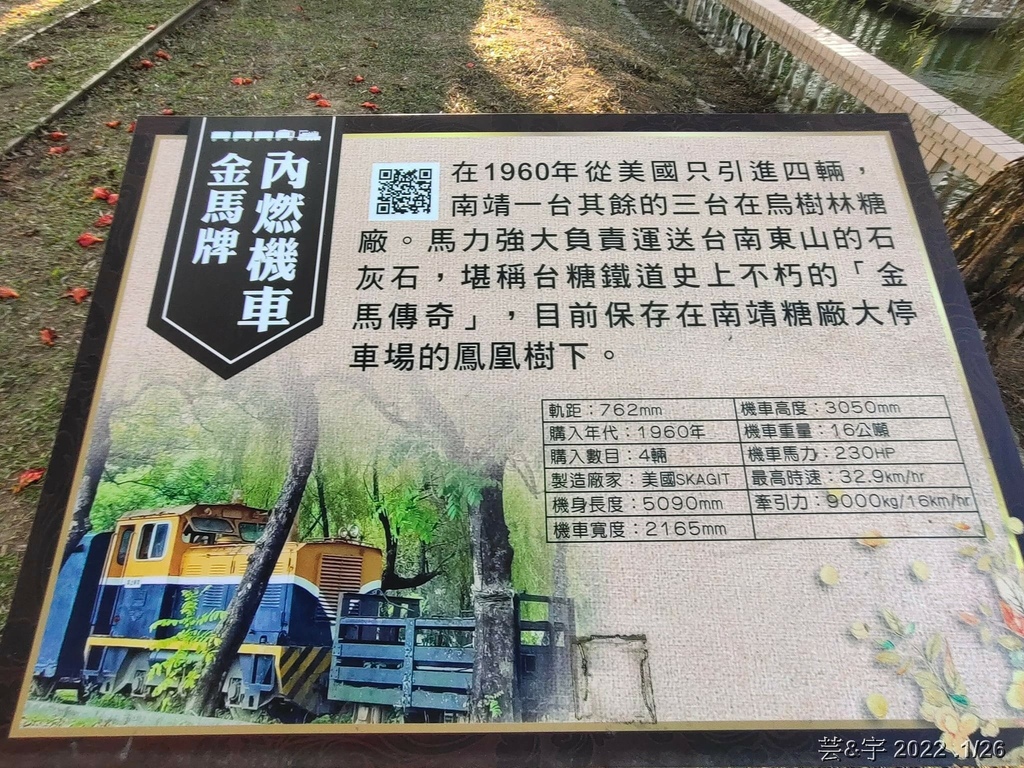 內燃機車
金馬牌
在1960年從美國只引進四輛，
南靖一台其餘的三台在烏樹林糖
廠。馬力強大負責運送台南東山的石
灰石，堪稱台糖鐵道史上不朽的「金
馬傳奇」，目前保存在南靖糖廠大停
車場的鳳凰樹下。
軌距：762mm 機車高度：3050mm
購入年代：1960年 機車重量：16公噸
購入數目：4輛 機車馬力：230HP
製造廠家：美國SKAGIT 最高時速：32.9km/hr
機身長度：5090mm 牽引力：9000kg/16km/hr
機車寬度：2165mm
芸&宇 2022 .1/26